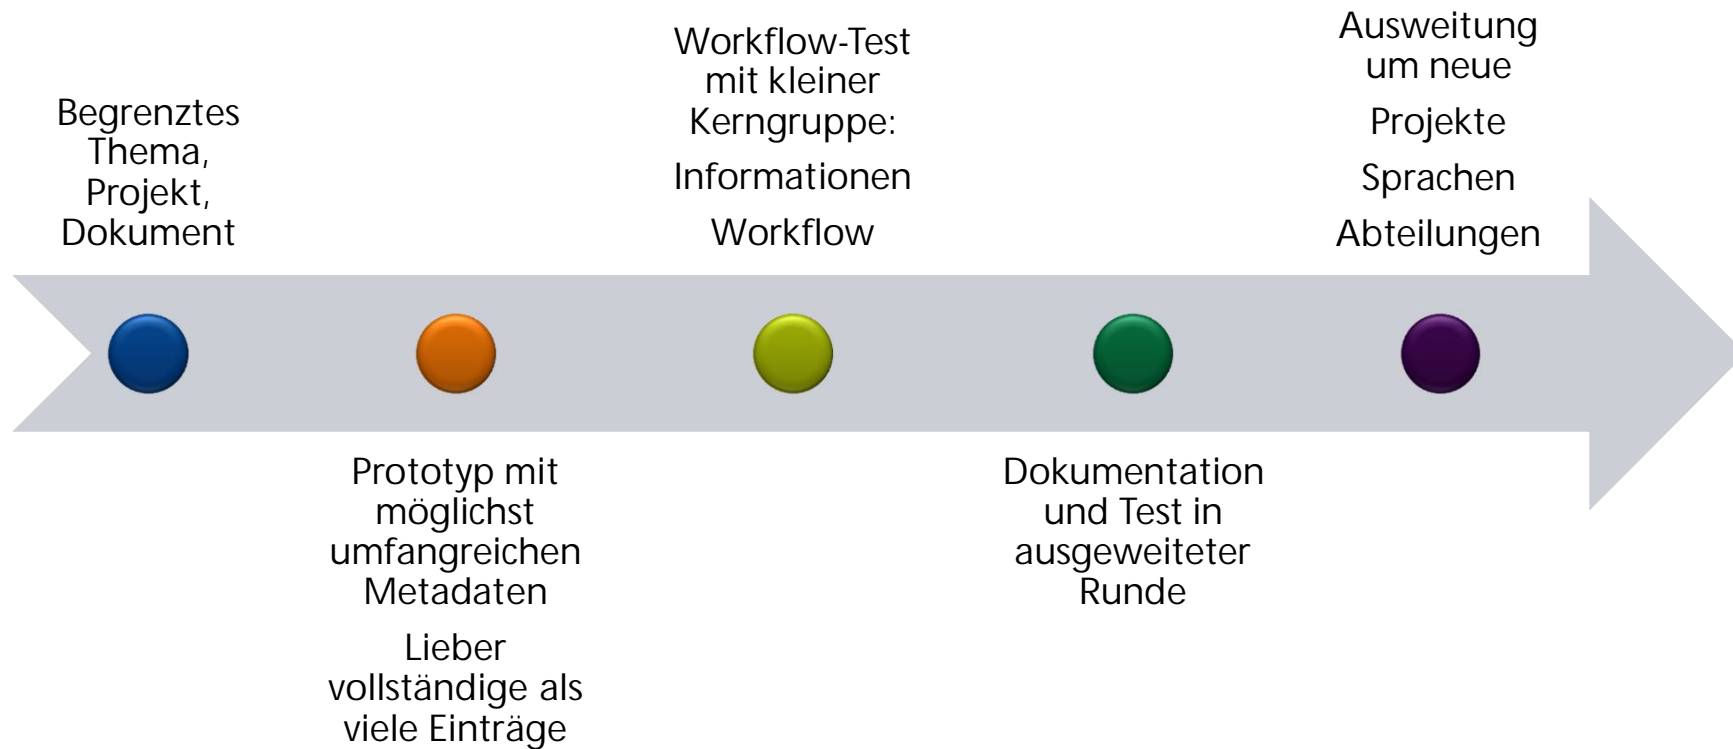 Begrenztes
Thema,
Projekt,
Dokument
Prototyp mit
möglichst
umfangreichen
Metadaten
Lieber
vollständige als
viele Einträge
Workflow-Test
mit kleiner
Kerngruppe:
Informationen
Workflow
Dokumentation
und Test in
ausgeweiteter
Runde
Ausweitung
um neue
Projekte
Sprachen
Abteilungen